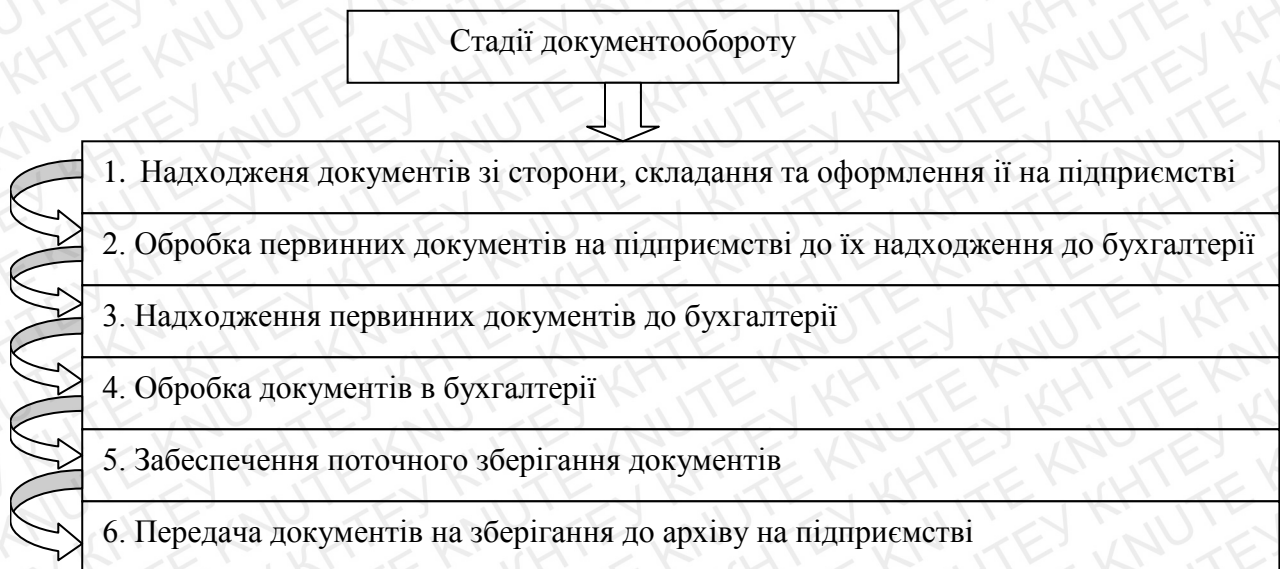 Стадії документообороту
1. Надходженя документів зі сторони, складання та оформлення ії на підприємстві
2. Обробка первинних документів на підприємстві до їх надходження до бухгалтерії
3. Надходження первинних документів до бухгалтерії
4. Обробка документів в бухгалтерії
5. Забеспечення поточного зберігання документів
6. Передача документів на зберігання до архіву на підприємстві